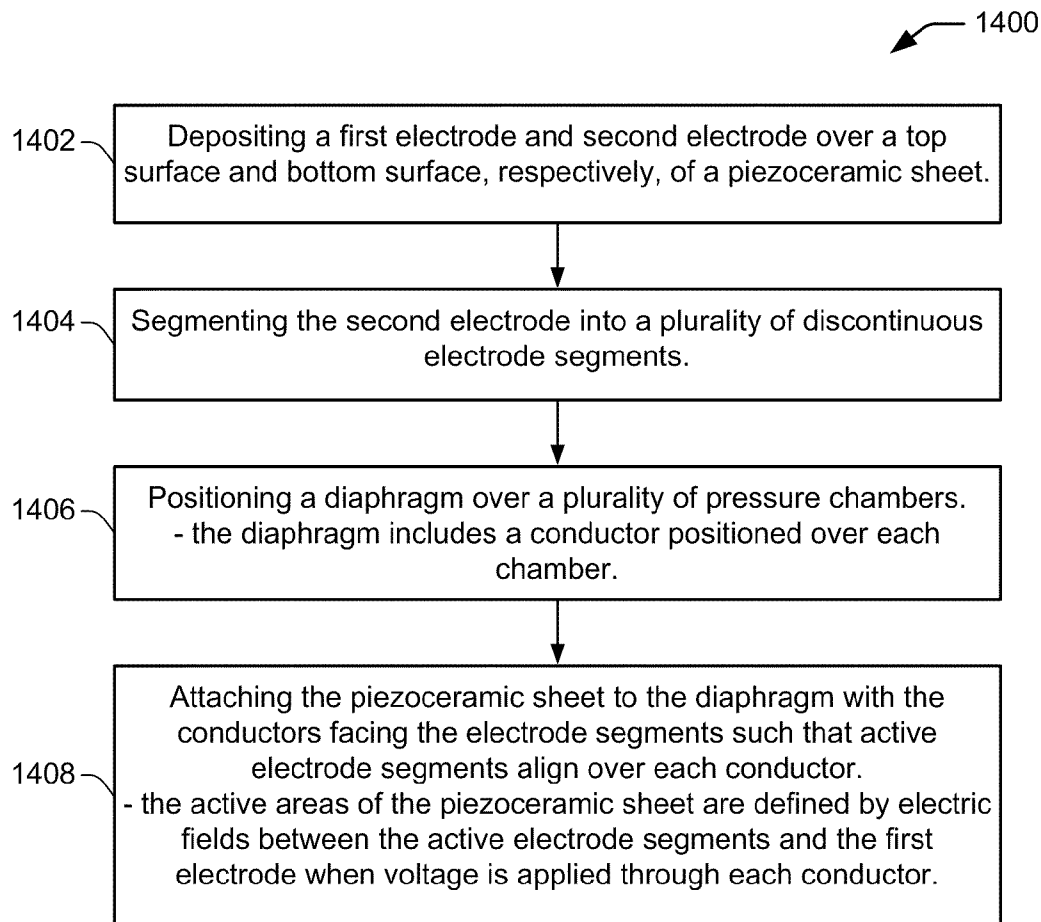 1400
1402
Depositing a first electrode and second electrode over a top
surface and bottom surface, respectively, of a piezoceramic sheet.
1404
Segmenting the second electrode into a plurality of discontinuous
electrode segments.
1406
Positioning a diaphragm over a plurality of pressure chambers.
- the diaphragm includes a conductor positioned over each
chamber.
1408
Attaching the piezoceramic sheet to the diaphragm with the
conductors facing the electrode segments such that active
electrode segments align over each conductor.
- the active areas of the piezoceramic sheet are defined by electric
fields between the active electrode segments and the first
electrode when voltage is applied through each conductor.